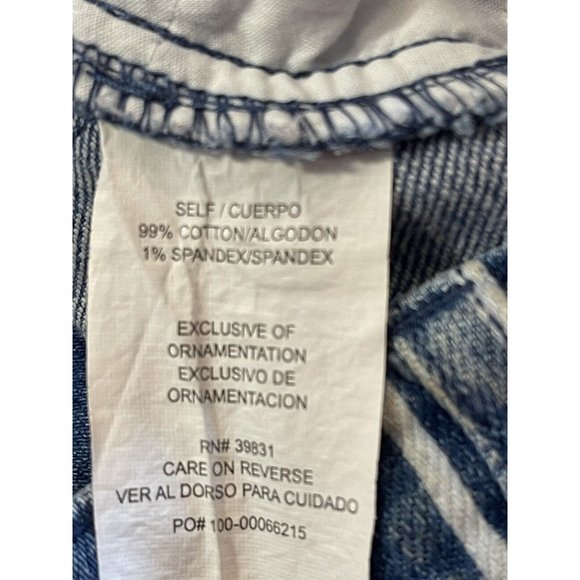 SELF / CUERPO
99% COTTON/ALGODON
1% SPANDEX/SPANDEX
EXCLUSIVE OF
ORNAMENTATION
EXCLUSIVO DE
ORNAMENTACION
RN# 39831
CARE ON REVERSE
VER AL DORSO PARA CUIDADO
PO# 100-00066215